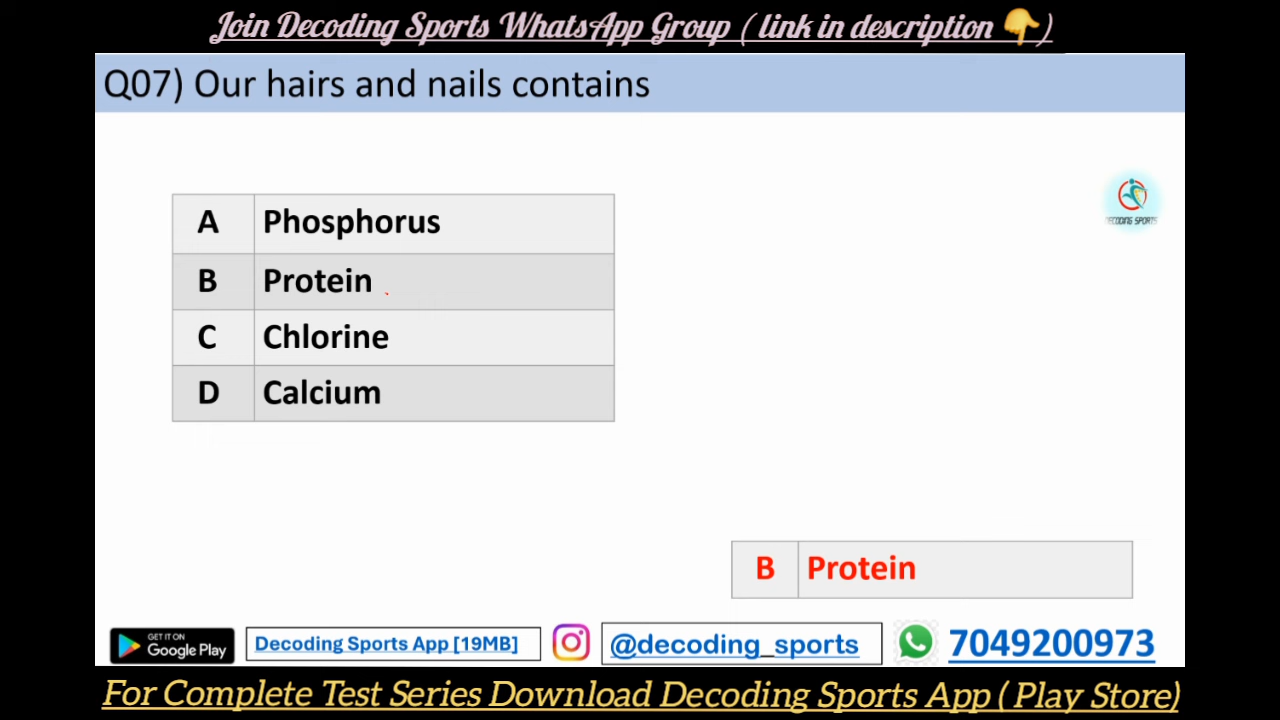 Join Decoding Sports WhatsApp Group ( link in description 👇)
Q07) Our hairs and nails contains
DECODING SPORTS
A Phosphorus
B Protein
C Chlorine
D Calcium
B Protein
GET IT ON
Google Play
Decoding Sports App [19MB]
@decoding_sports
7049200973
For Complete Test Series Download Decoding Sports App ( Play Store)